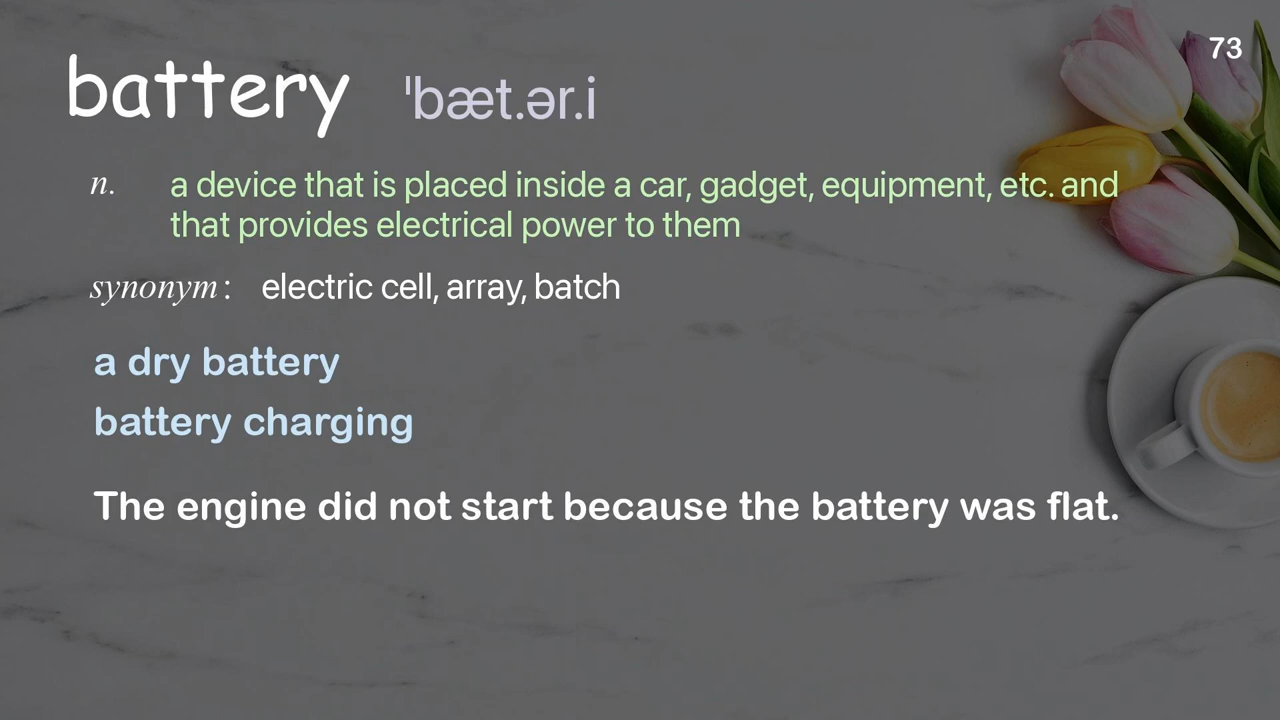 73
battery ˈbæt.ər.i
n. a device that is placed inside a car, gadget, equipment, etc. and
that provides electrical power to them
synonym: electric cell, array, batch
a dry battery
battery charging
The engine did not start because the battery was flat.